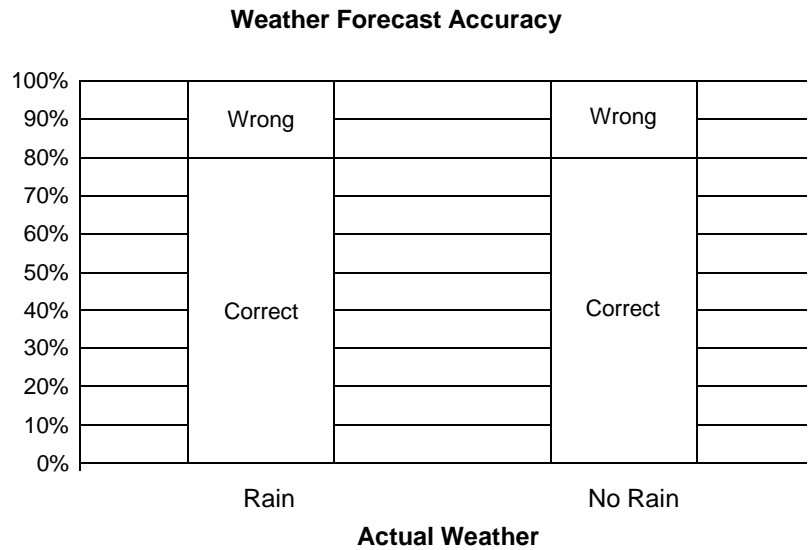 Weather Forecast Accuracy
100%
90%
80%
70%
60%
50%
40%
30%
20%
10%
0%
Wrong
Wrong
Correct
Correct
Rain
No Rain
Actual Weather